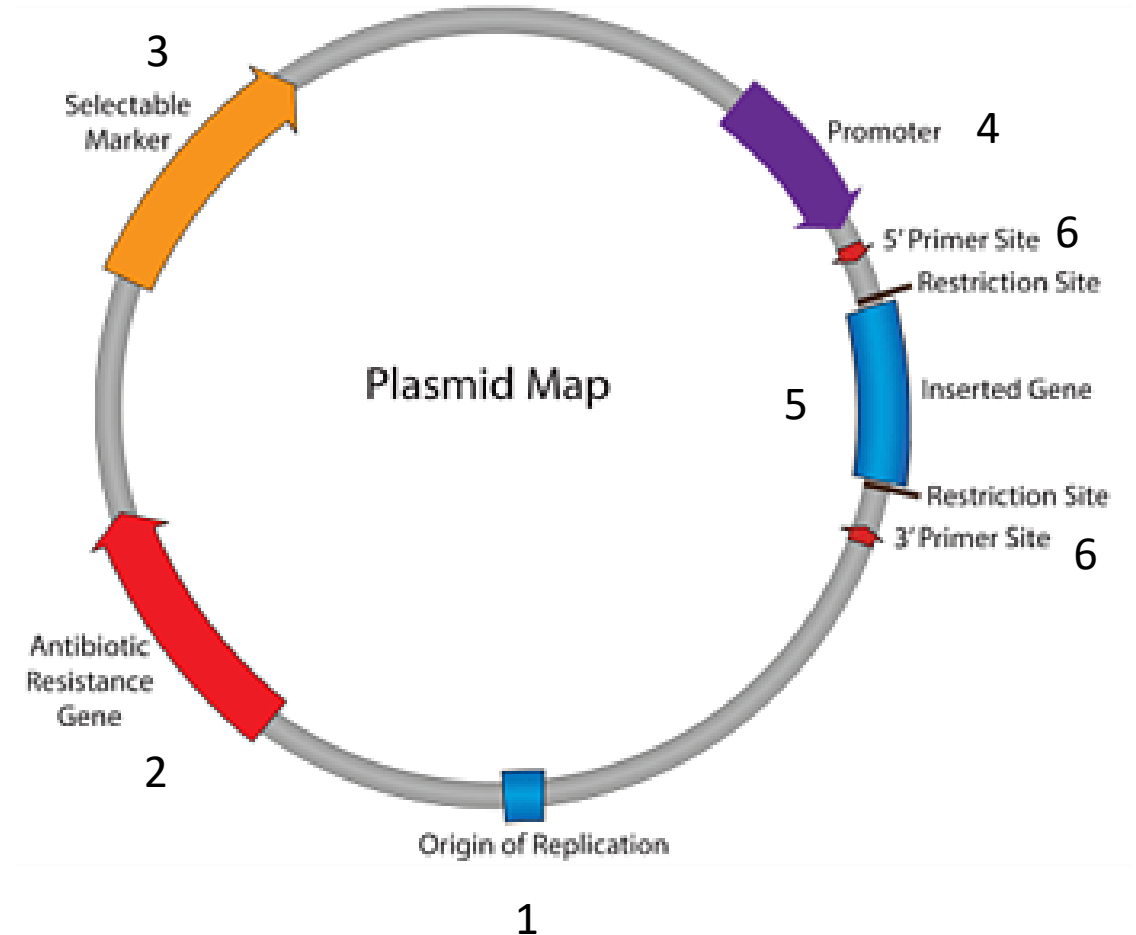 3
Selectable
Marker
Promoter 4
5' Primer Site 6
Restriction Site
Plasmid Map
5
Inserted Gene
Restriction Site
3' Primer Site 6
Antibiotic
Resistance
Gene
2
Origin of Replication
1